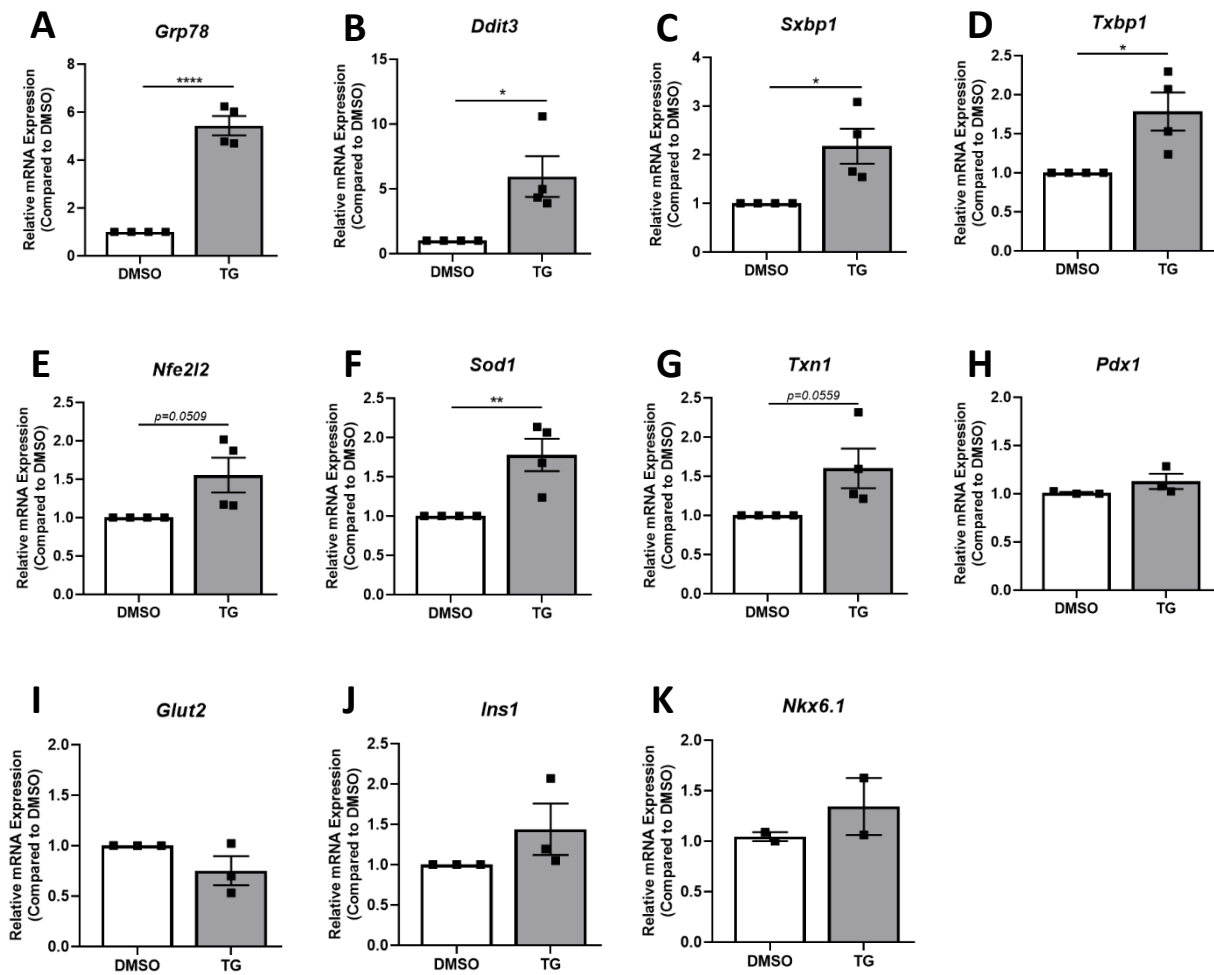 A
Grp78
Relative mRNA Expression
(Compared to DMSO)
8
6
4
2
0
****
DMSO
TG
B
Ddit3
Relative mRNA Expression
(Compared to DMSO)
15
10
5
0
*
DMSO
TG
C
Sxbp1
Relative mRNA Expression
(Compared to DMSO)
4
3
2
1
0
*
DMSO
TG
D
Txbp1
Relative mRNA Expression
(Compared to DMSO)
2.5
2.0
1.5
1.0
0.5
0.0
*
DMSO
TG
E
Nfe2l2
Relative mRNA Expression
(Compared to DMSO)
2.5
2.0
1.5
1.0
0.5
0.0
p=0.0509
DMSO
TG
F
Sod1
Relative mRNA Expression
(Compared to DMSO)
2.5
2.0
1.5
1.0
0.5
0.0
**
DMSO
TG
G
Txn1
Relative mRNA Expression
(Compared to DMSO)
2.5
2.0
1.5
1.0
0.5
0.0
p=0.0559
DMSO
TG
H
Pdx1
Relative mRNA Expression
(Compared to DMSO)
2.0
1.5
1.0
0.5
0.0
DMSO
TG
I
Glut2
Relative mRNA Expression
(Compared to DMSO)
2.0
1.5
1.0
0.5
0.0
DMSO
TG
J
Ins1
Relative mRNA Expression
(Compared to DMSO)
2.5
2.0
1.5
1.0
0.5
0.0
DMSO
TG
K
Nkx6.1
Relative mRNA Expression
(Compared to DMSO)
2.0
1.5
1.0
0.5
0.0
DMSO
TG